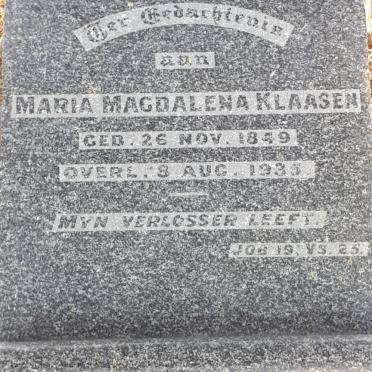 Ter Gedachtenis
aan
MARIA MAGDALENA KLAASEN
GEB. 26 NOV. 1849
OVERL. 8 AUG. 1935
MYN VERLOSSER LEEFT.
JOB 19. VS. 25.